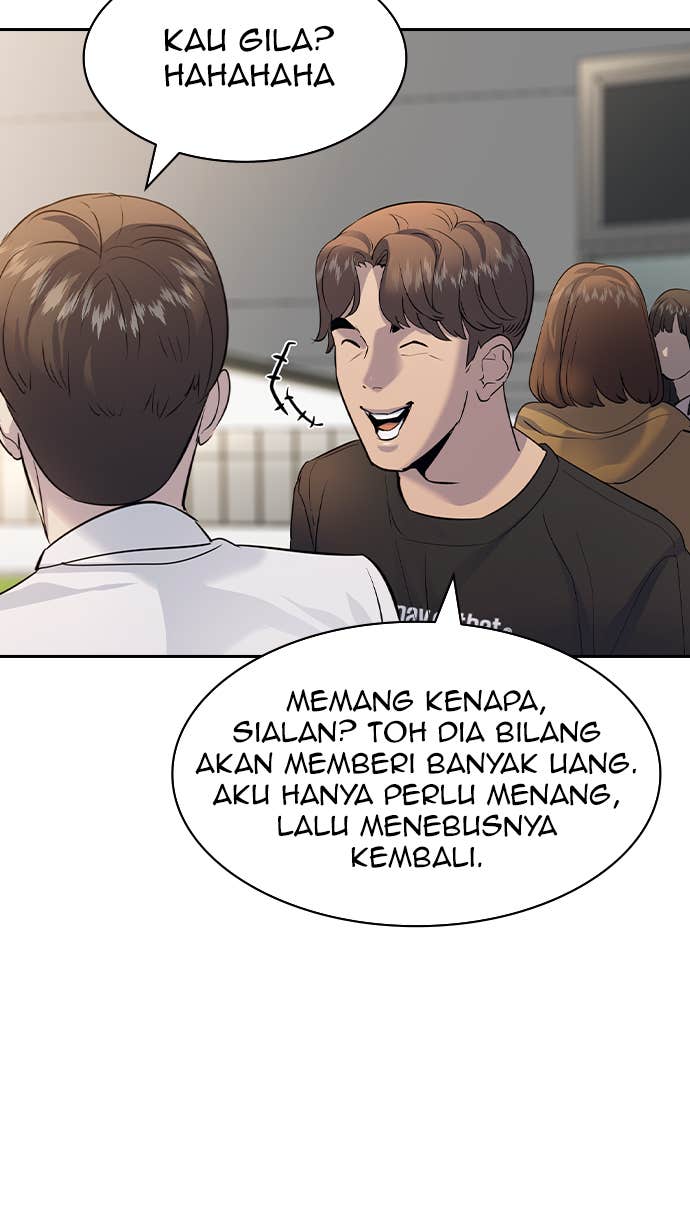 KAU GILA?
HAHAHAHA
MEMANG KENAPA,
SIALAN? TOH DIA BILANG
AKAN MEMBERI BANYAK UANG.
AKU HANYA PERLU MENANG,
LALU MENEBUSNYA
KEMBALI.